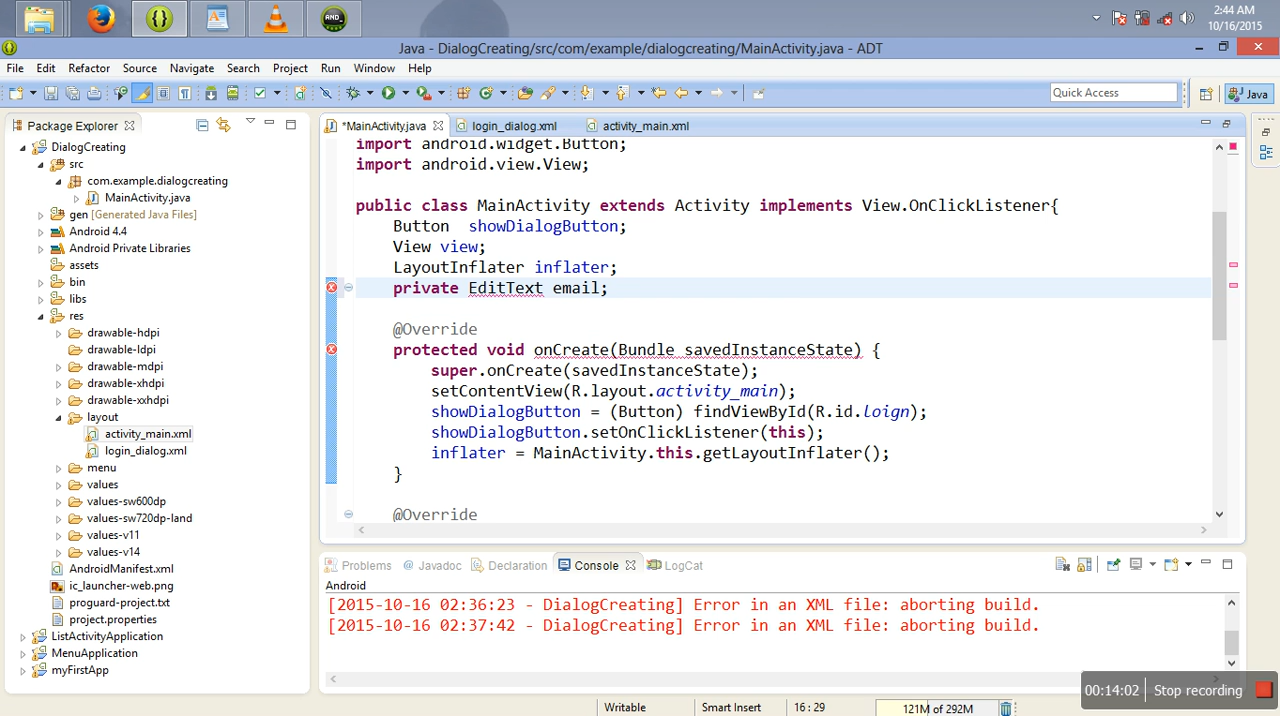 2:44 AM
10/16/2015
Java - DialogCreating/src/com/example/dialogcreating/MainActivity.java - ADT
File Edit Refactor Source Navigate Search Project Run Window Help
Quick Access
Java
Package Explorer
*MainActivity.java
login_dialog.xml
activity_main.xml
DialogCreating
src
com.example.dialogcreating
MainActivity.java
gen [Generated Java Files]
Android 4.4
Android Private Libraries
assets
bin
libs
res
drawable-hdpi
drawable-ldpi
drawable-mdpi
drawable-xhdpi
drawable-xxhdpi
layout
activity_main.xml
login_dialog.xml
menu
values
values-sw600dp
values-sw720dp-land
values-v11
values-v14
AndroidManifest.xml
ic_launcher-web.png
proguard-project.txt
project.properties
ListActivityApplication
MenuApplication
myFirstApp
import android.widget.Button;
import android.view.View;
public class MainActivity extends Activity implements View.OnClickListener{
Button showDialogButton;
View view;
LayoutInflater inflater;
private EditText email;
@Override
protected void onCreate(Bundle savedInstanceState) {
super.onCreate(savedInstanceState);
setContentView(R.layout.activity_main);
showDialogButton = (Button) findViewById(R.id.loign);
showDialogButton.setOnClickListener(this);
inflater = MainActivity.this.getLayoutInflater();
}
@Override
Problems @ Javadoc Declaration Console LogCat
Android
[2015-10-16 02:36:23 - DialogCreating] Error in an XML file: aborting build.
[2015-10-16 02:37:42 - DialogCreating] Error in an XML file: aborting build.
00:14:02 Stop recording
Writable Smart Insert 16 : 29 121M of 292M